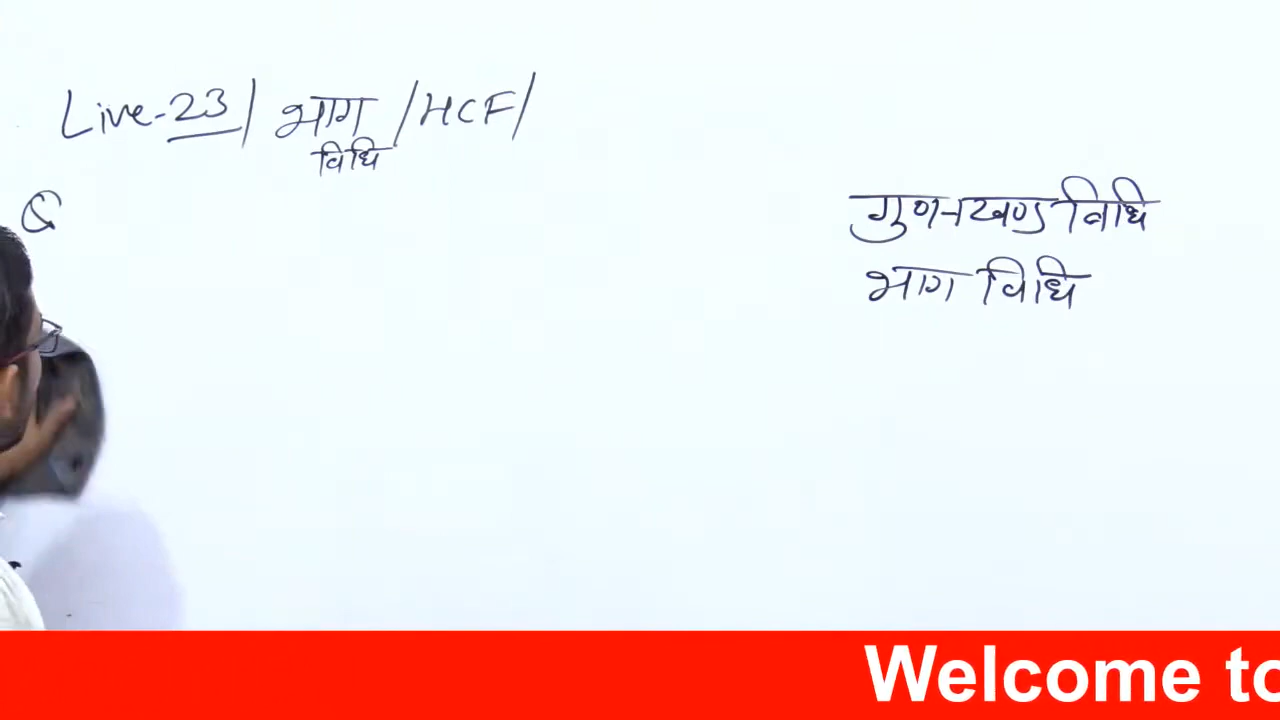 Live-23/ भाग /HCF/
विधि
Q
गुणनखण्ड विधि
भाग विधि
Welcome to